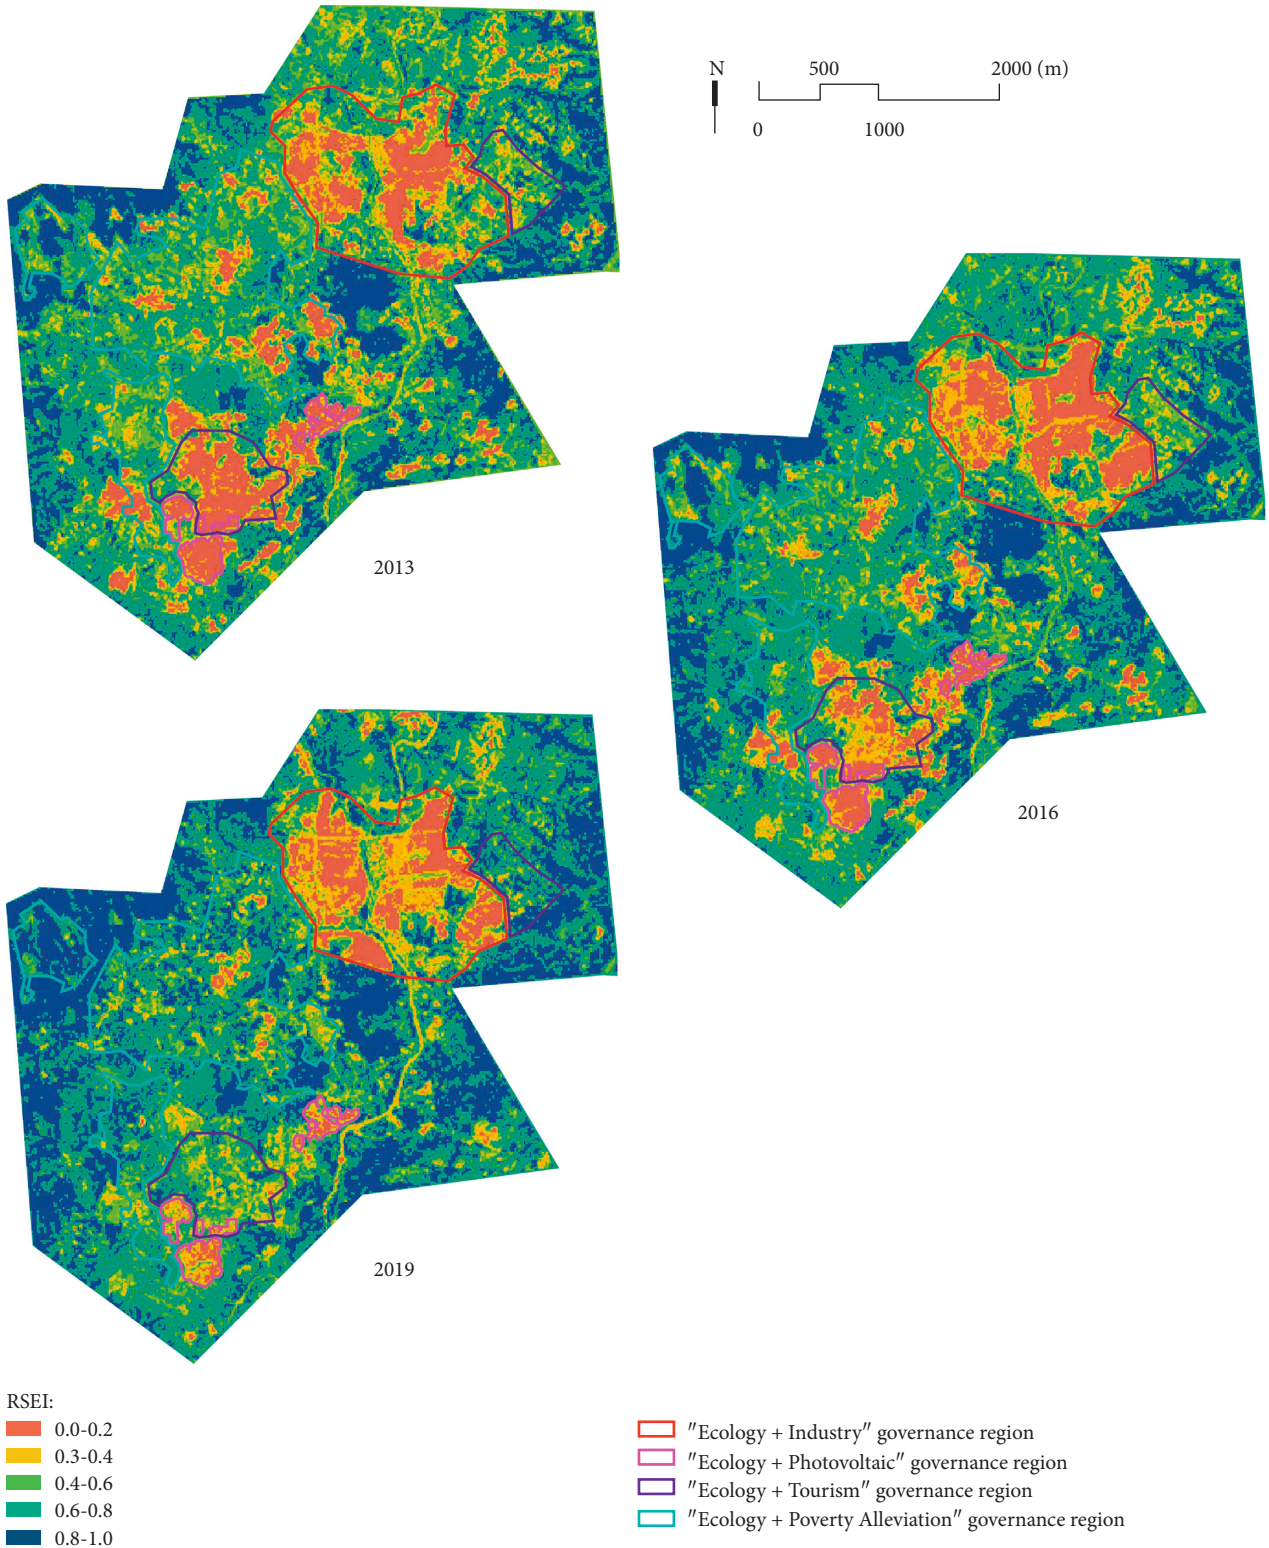 N
500
2000 (m)
0
1000
2013
2016
2019
RSEI:
0.0-0.2
0.3-0.4
0.4-0.6
0.6-0.8
0.8-1.0
"Ecology + Industry" governance region
"Ecology + Photovoltaic" governance region
"Ecology + Tourism" governance region
"Ecology + Poverty Alleviation" governance region